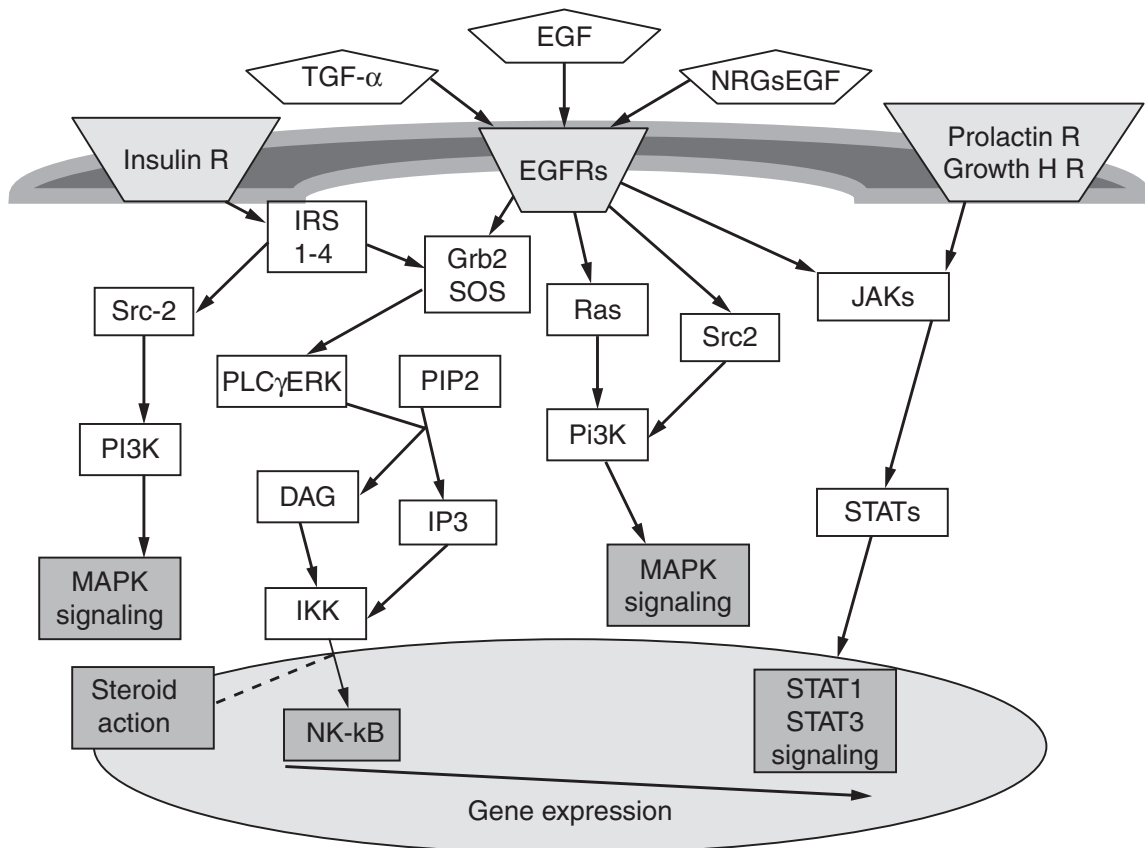 EGF
TGF-α
NRGsEGF
Insulin R
EGFRs
Prolactin R
Growth H R
IRS
1-4
Grb2
SOS
Src-2
Ras
JAKs
Src2
PLCγERK
PIP2
PI3K
Pi3K
DAG
IP3
STATs
MAPK
signaling
MAPK
signaling
IKK
Steroid
action
NK-kB
STAT1
STAT3
signaling
Gene expression